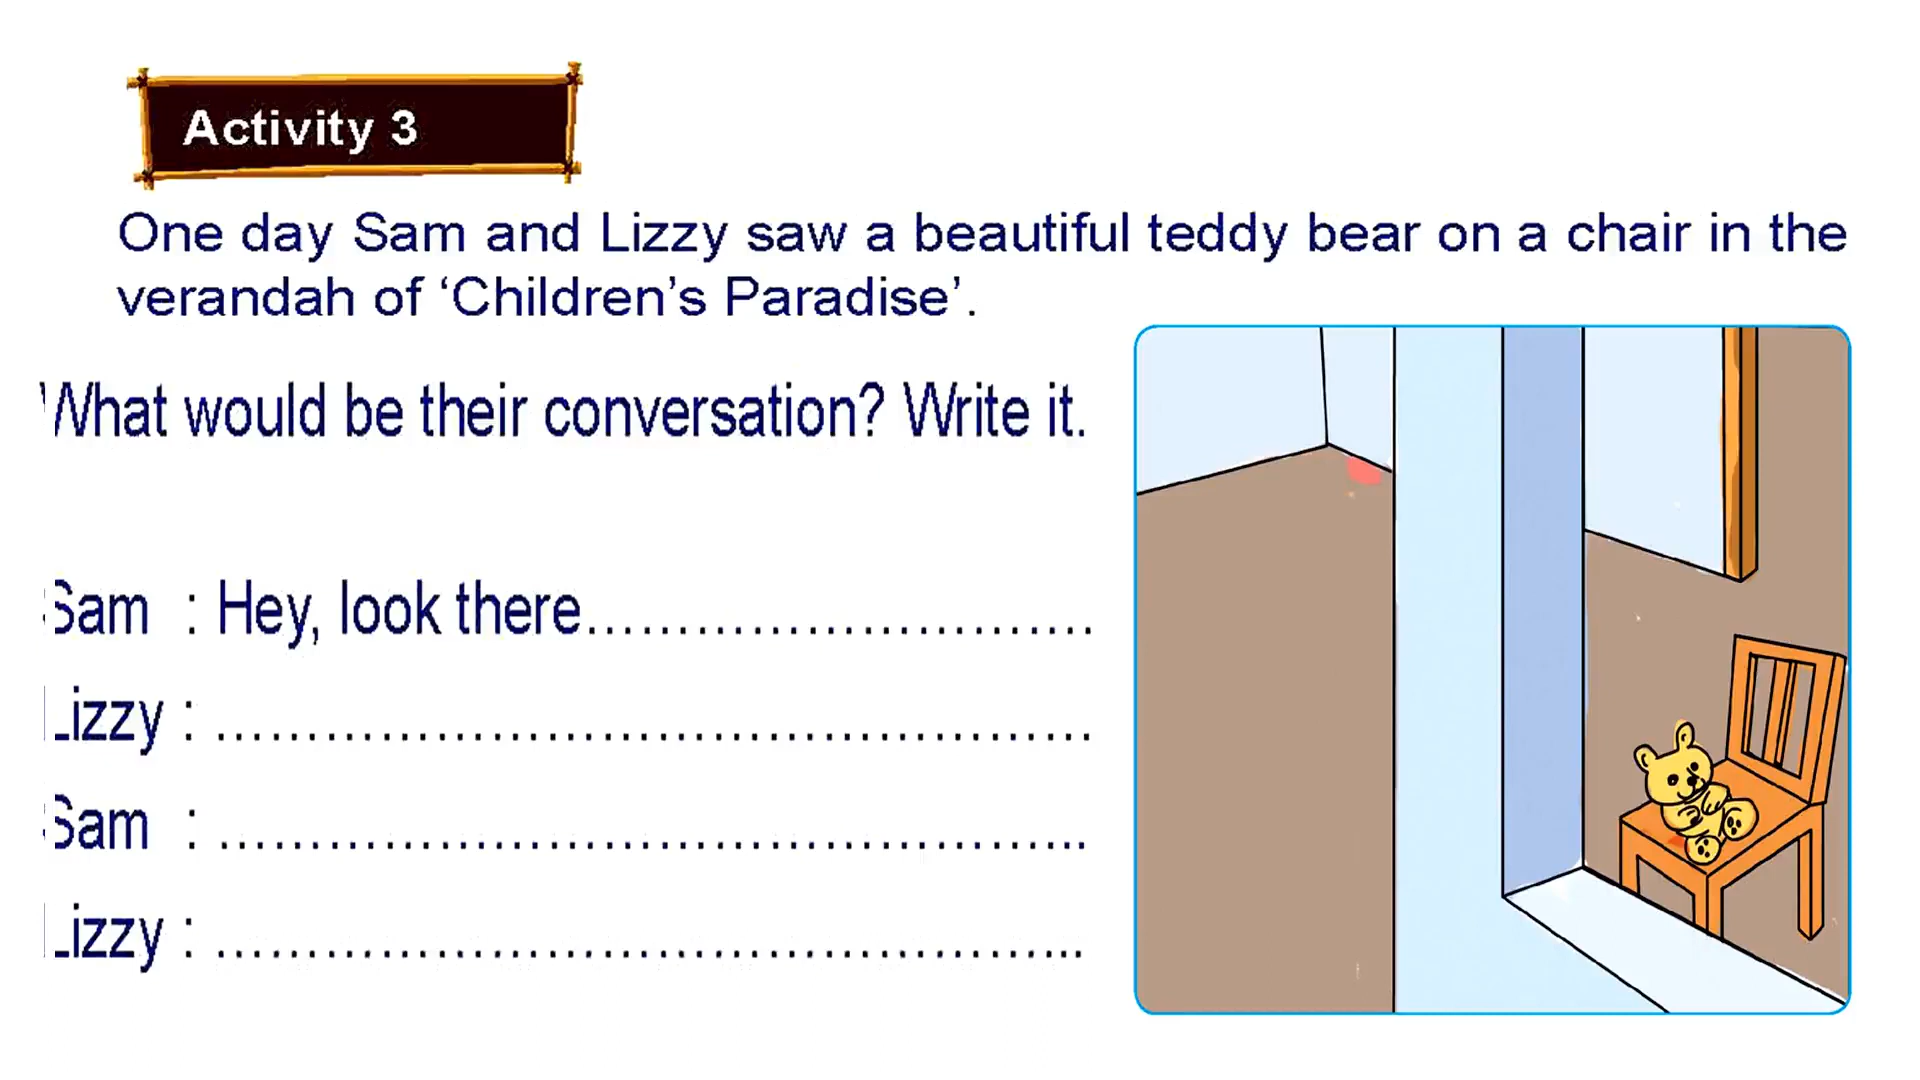 Activity 3
One day Sam and Lizzy saw a beautiful teddy bear on a chair in the
verandah of ‘Children’s Paradise’.
What would be their conversation? Write it.
Sam : Hey, look there……………………………
Lizzy : ……………………………………………………
Sam : …………………………………………………..
Lizzy : …………………………………………………..